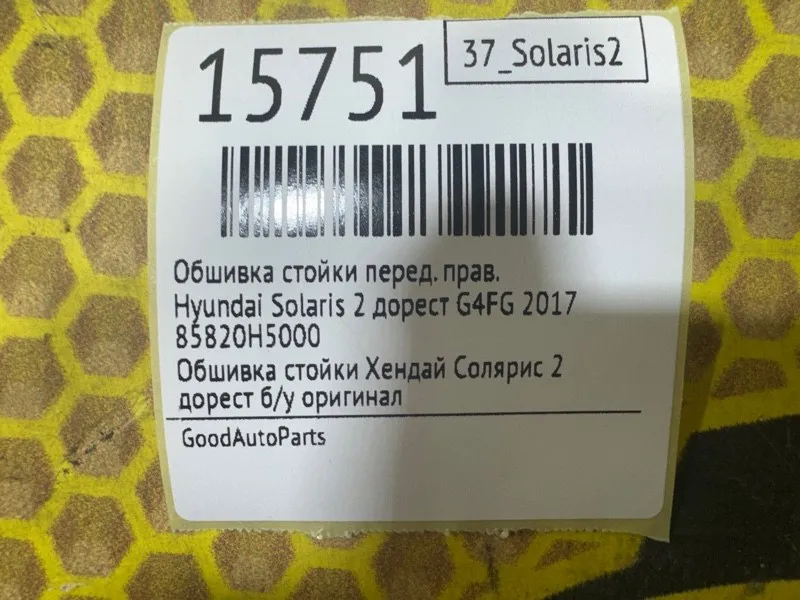 15751
37_Solaris2
Обшивка стойки перед. прав.
Hyundai Solaris 2 дорест G4FG 2017
85820H5000
Обшивка стойки Хендай Солярис 2
дорест б/у оригинал
GoodAutoParts